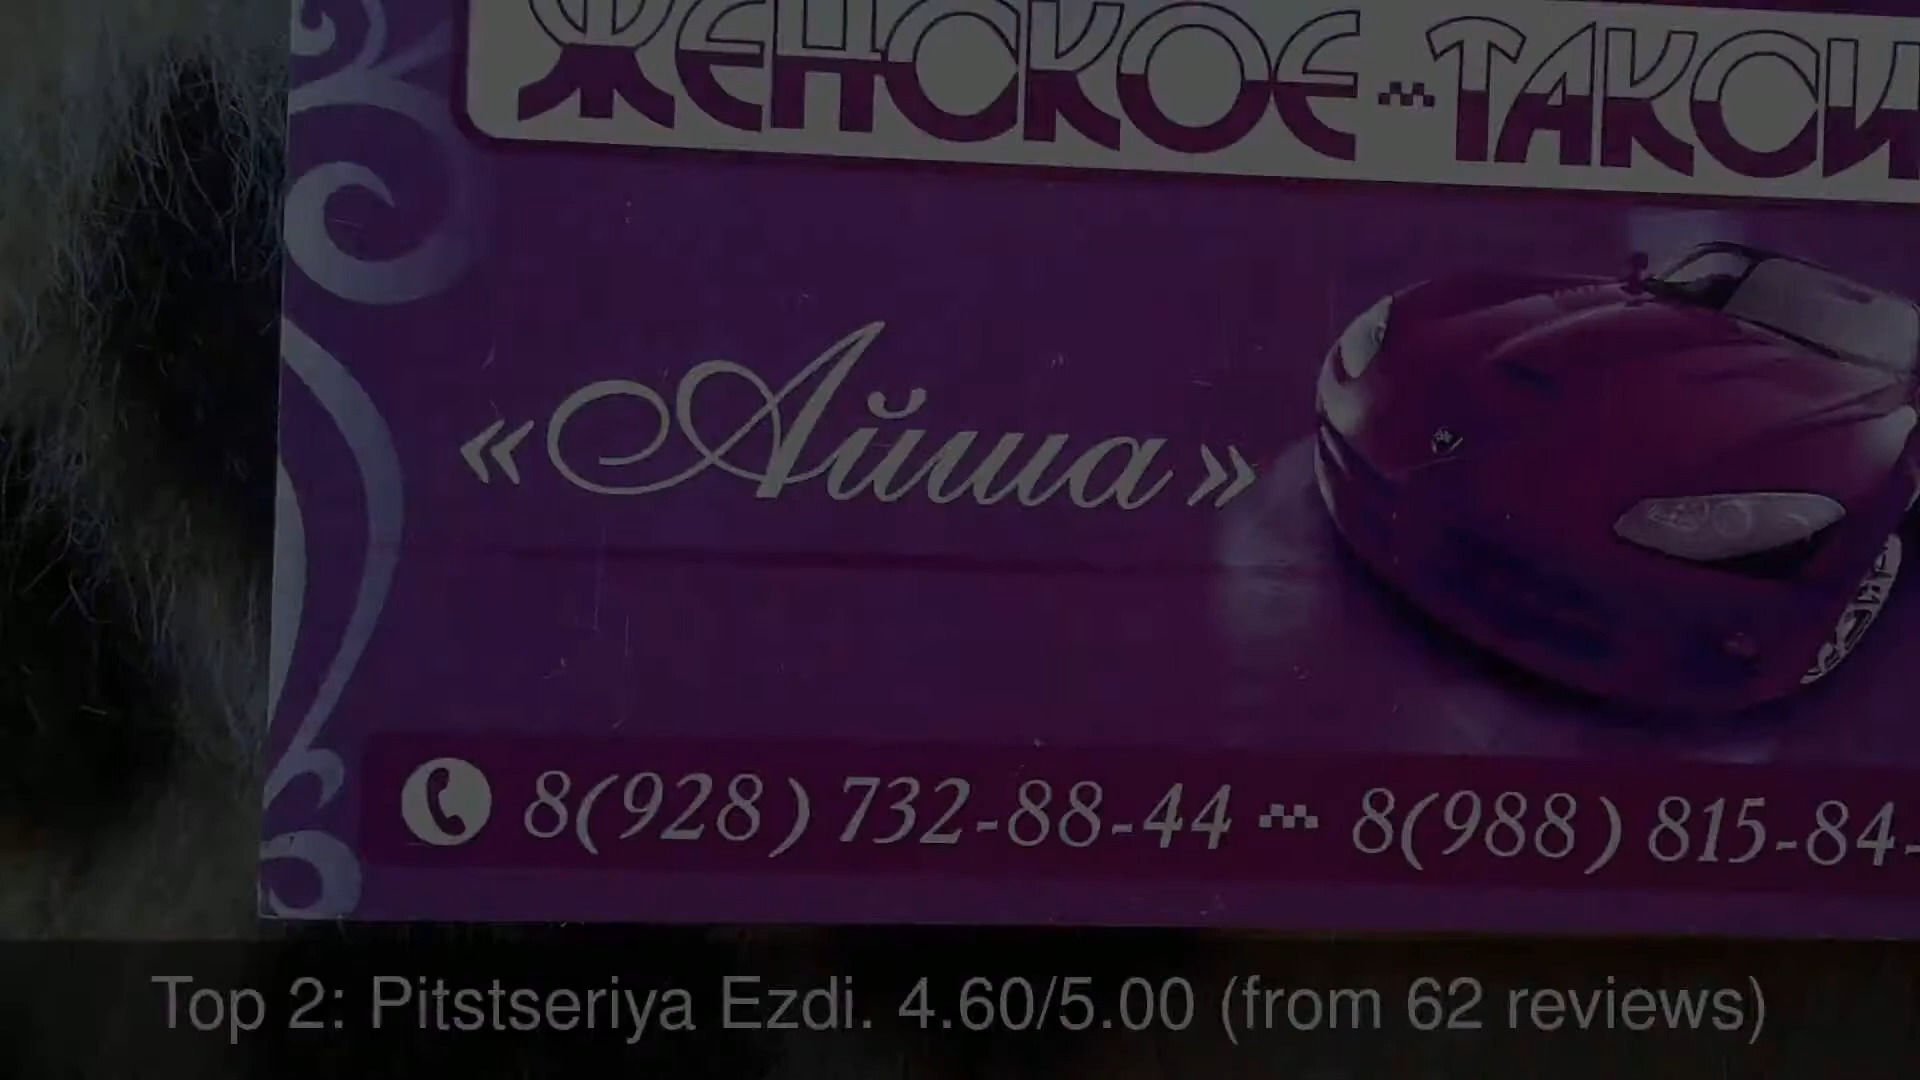 ЖЕНСКОЕ ТАКСИ
«Айша»
8(928) 732-88-44 8(988) 815-84-
Top 2: Pitstseriya Ezdi. 4.60/5.00 (from 62 reviews)